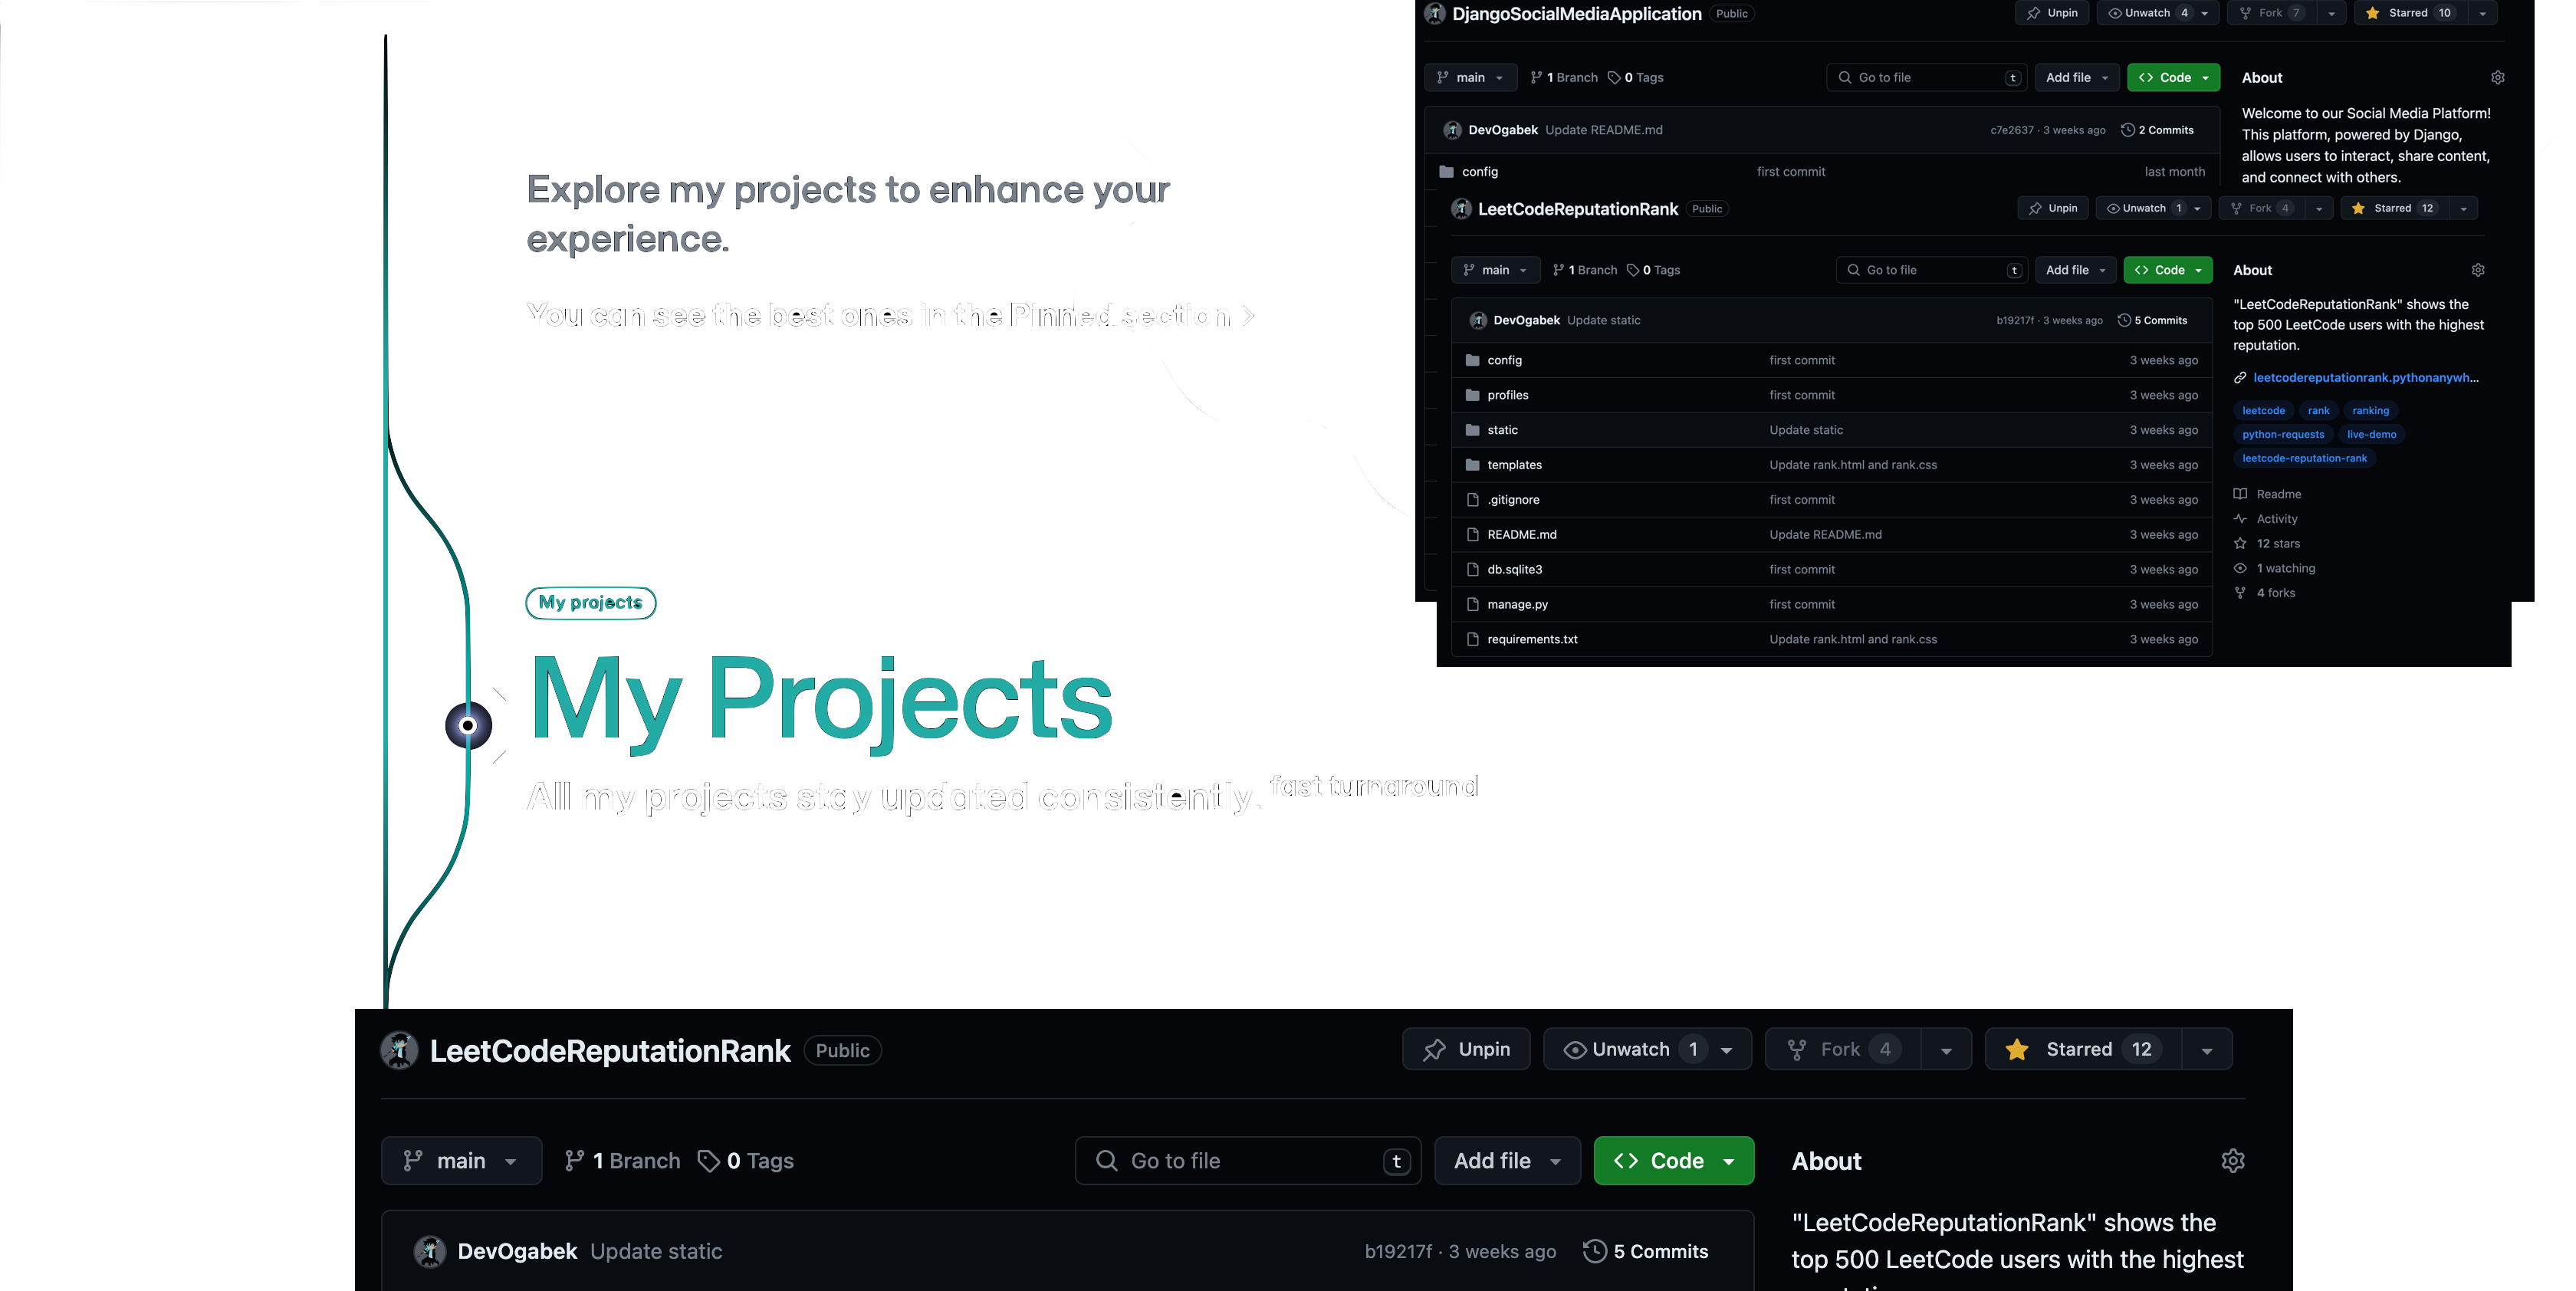 Explore my projects to enhance your
experience.
You can see the best ones in the Pinned section >
My projects
My Projects
All my projects stay updated consistently. fast turnaround
DjangoSocialMediaApplication Public Unpin Unwatch 4 Fork 7 Starred 10
main 1 Branch 0 Tags Go to file t Add file Code About
Welcome to our Social Media Platform!
This platform, powered by Django,
allows users to interact, share content,
and connect with others.
DevOgabek Update README.md c7e2637 · 3 weeks ago 2 Commits
config first commit last month
LeetCodeReputationRank Public Unpin Unwatch 1 Fork 4 Starred 12
main 1 Branch 0 Tags Go to file t Add file Code About
"LeetCodeReputationRank" shows the
top 500 LeetCode users with the highest
reputation.
leetcodereputationrank.pythonanywh...
leetcode rank ranking
python-requests live-demo
leetcode-reputation-rank
Readme
Activity
12 stars
1 watching
4 forks
DevOgabek Update static b19217f · 3 weeks ago 5 Commits
config first commit 3 weeks ago
profiles first commit 3 weeks ago
static Update static 3 weeks ago
templates Update rank.html and rank.css 3 weeks ago
.gitignore first commit 3 weeks ago
README.md Update README.md 3 weeks ago
db.sqlite3 first commit 3 weeks ago
manage.py first commit 3 weeks ago
requirements.txt Update rank.html and rank.css 3 weeks ago
LeetCodeReputationRank Public Unpin Unwatch 1 Fork 4 Starred 12
main 1 Branch 0 Tags Go to file t Add file Code About
DevOgabek Update static b19217f · 3 weeks ago 5 Commits
"LeetCodeReputationRank" shows the
top 500 LeetCode users with the highest